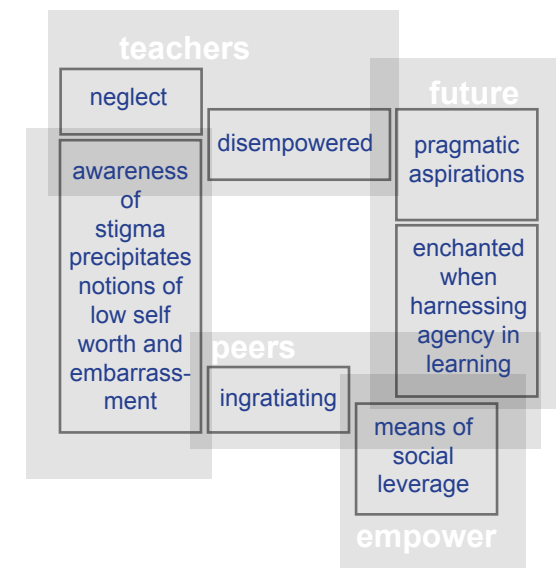 teachers
neglect
disempowered
awareness
of
stigma
precipitates
notions of
low self
worth and
embarrass-
ment
future
pragmatic
aspirations
enchanted
when
harnessing
agency in
learning
peers
ingratiating
means of
social
leverage
empower